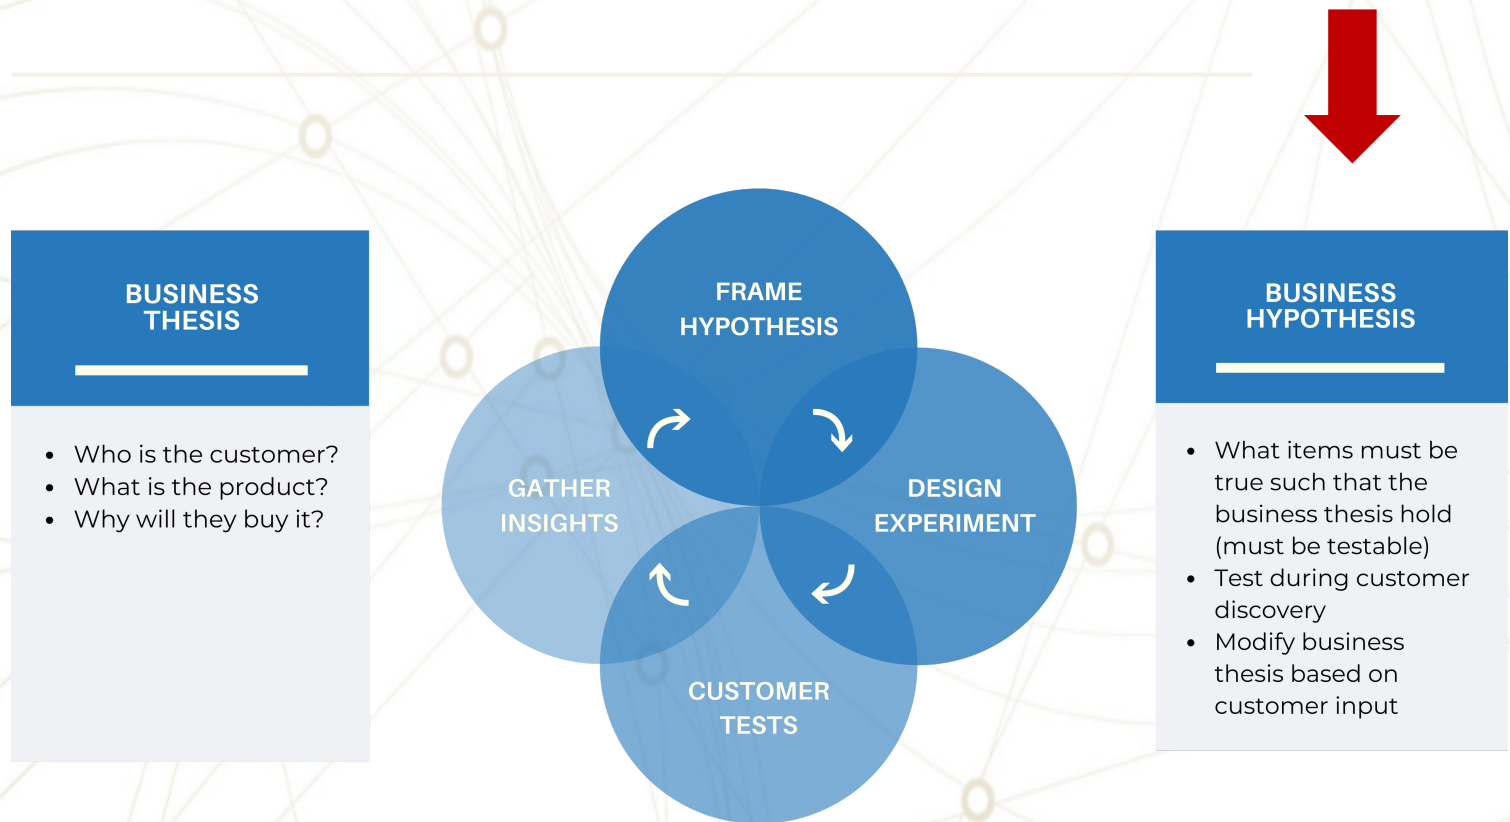 BUSINESS
THESIS
• Who is the customer?
• What is the product?
• Why will they buy it?
FRAME
HYPOTHESIS
DESIGN
EXPERIMENT
CUSTOMER
TESTS
GATHER
INSIGHTS
BUSINESS
HYPOTHESIS
• What items must be
true such that the
business thesis hold
(must be testable)
• Test during customer
discovery
• Modify business
thesis based on
customer input